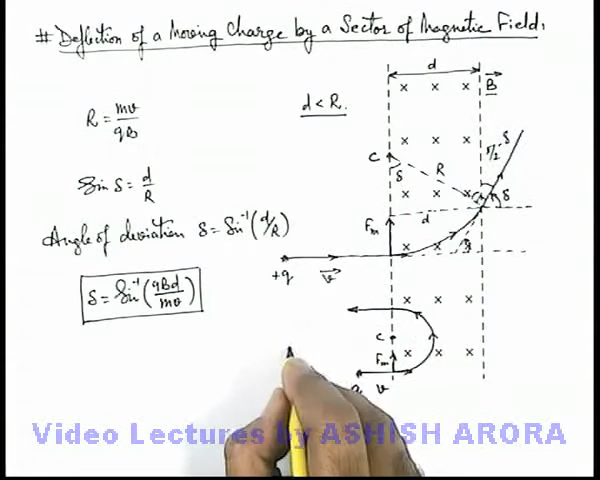 # Deflection of a Moving Charge by a Sector of Magnetic Field:
d
B
d < R.
R = mv/qB
π/2-δ
C
δ
R
δ
Sin δ = d/R
d
Fm
Angle of deviation δ = Sin⁻¹(d/R)
δ
+q
v
δ = Sin⁻¹(qBd/mv)
C
Fm
v
Video Lectures by ASHISH ARORA